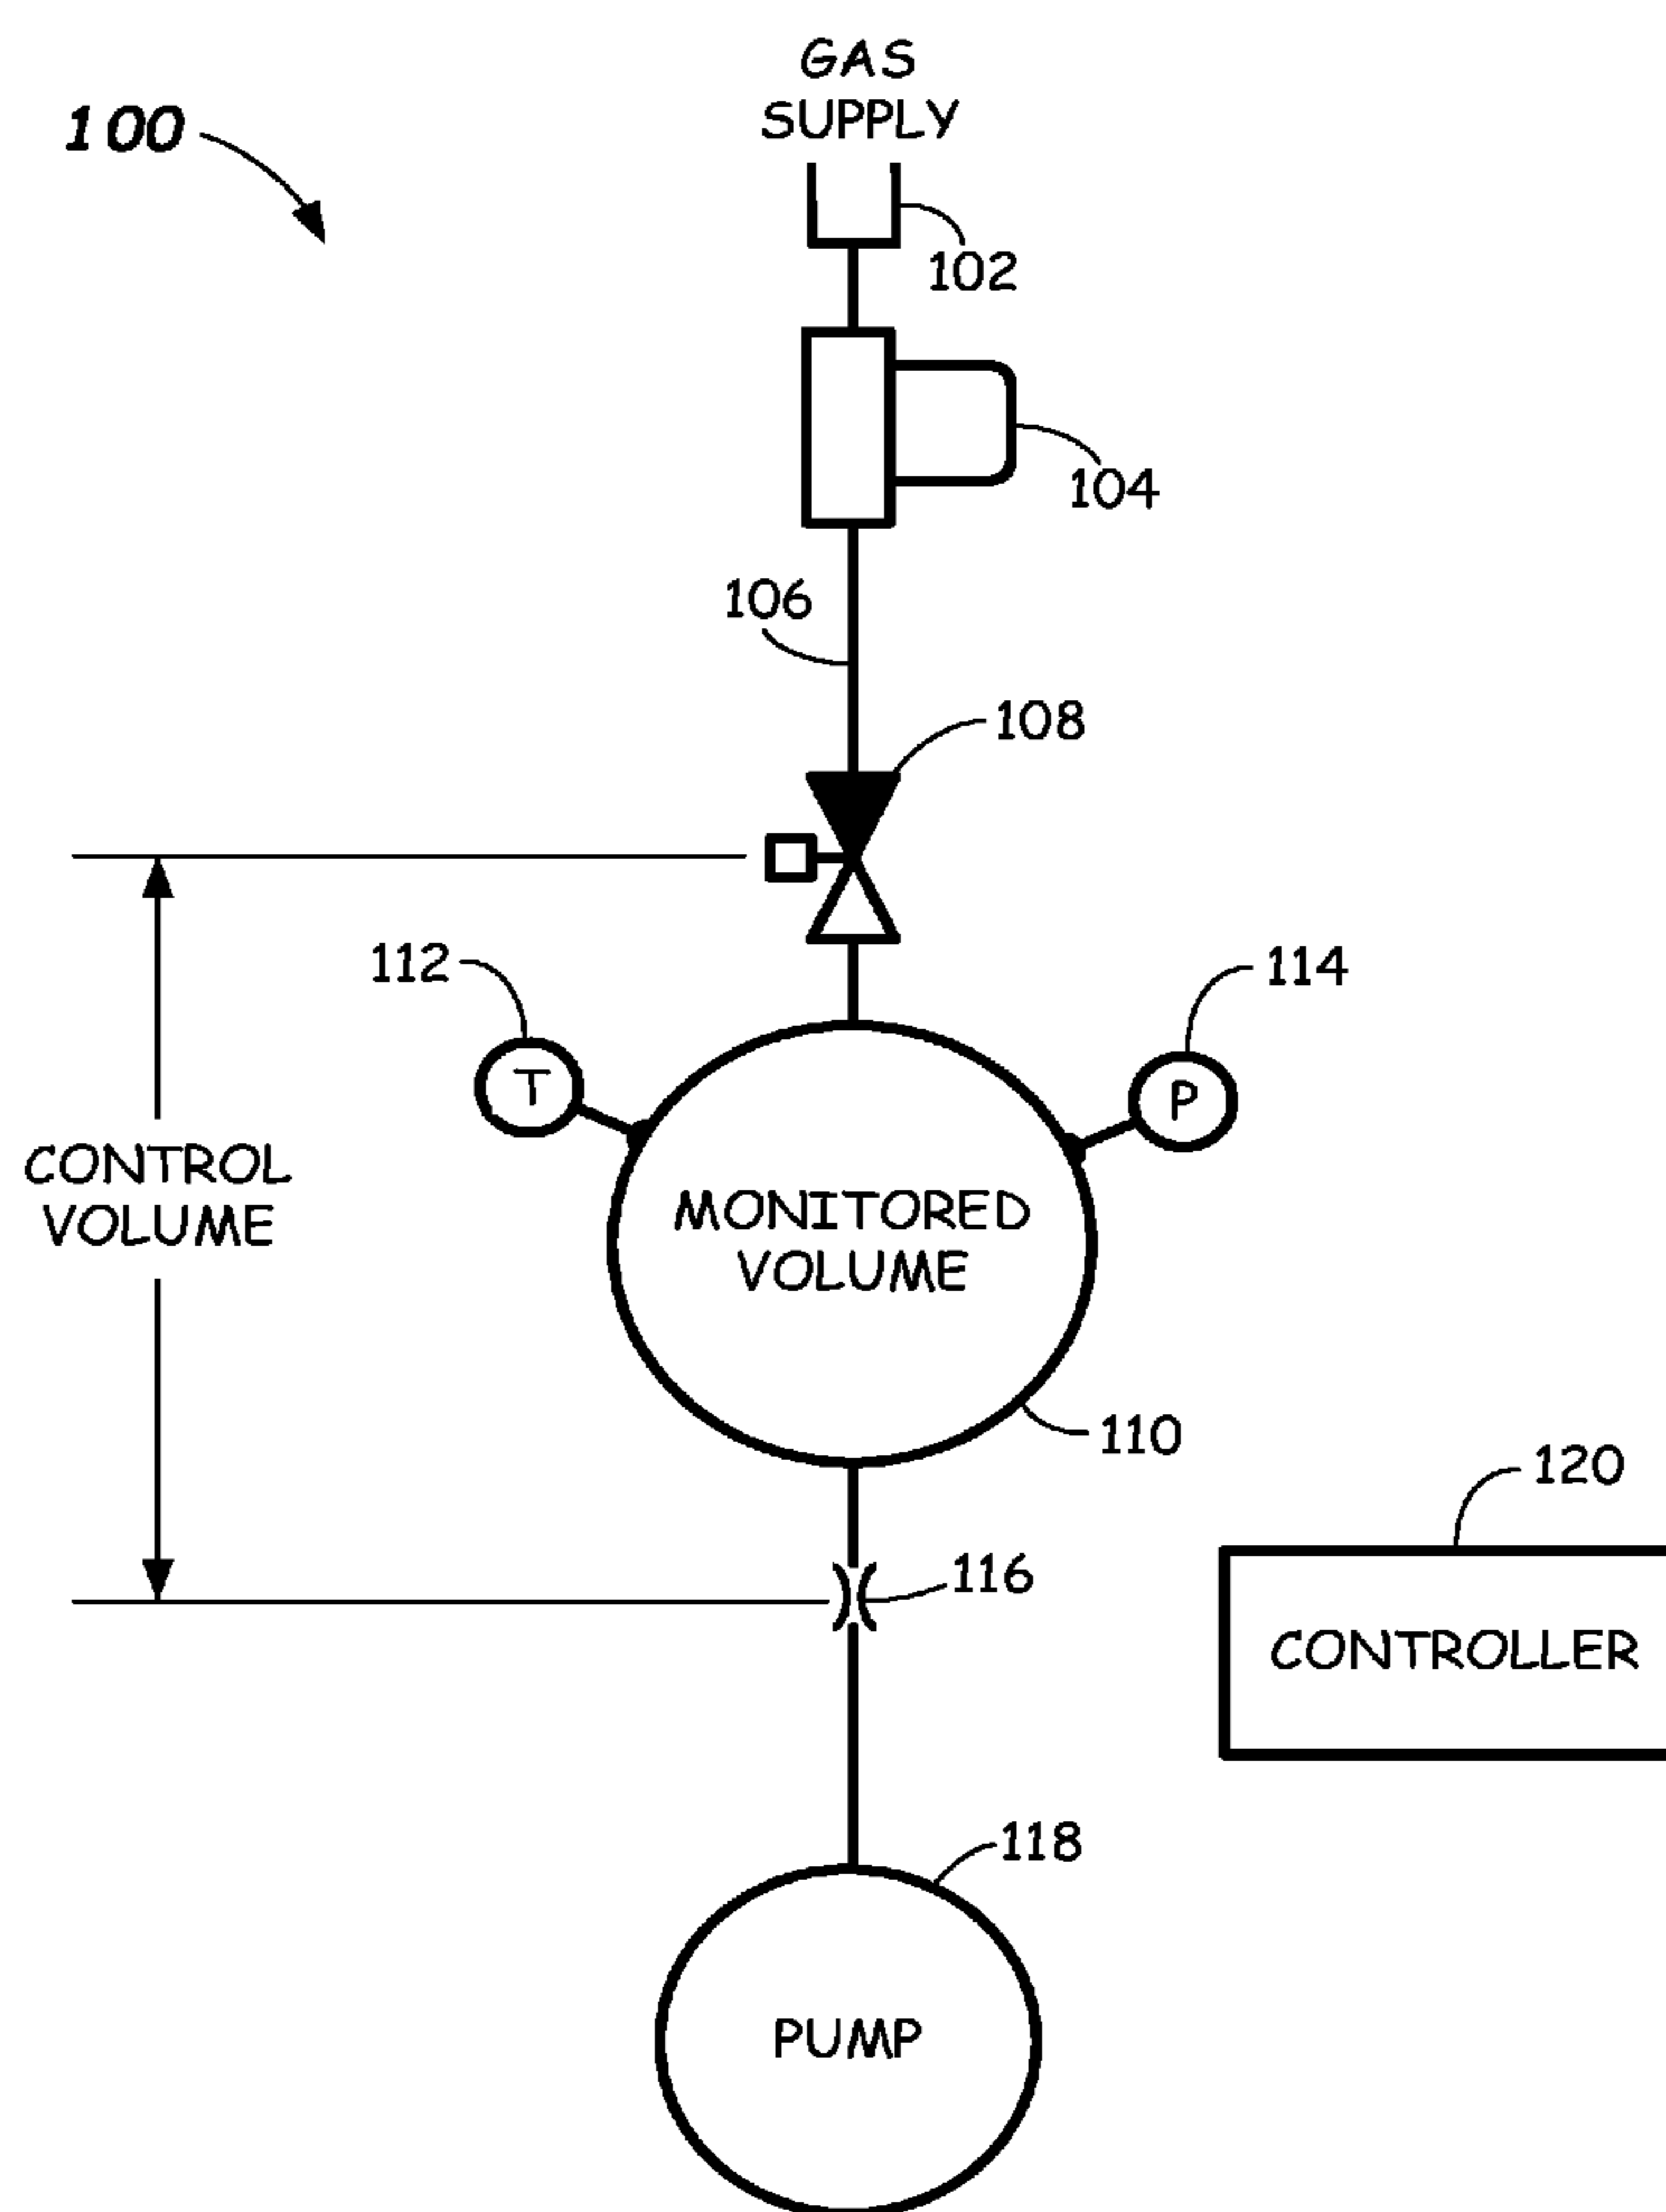 GAS
SUPPLY
100
102
104
106
108
112
114
T
P
CONTROL
VOLUME
MONITORED
VOLUME
110
120
116
CONTROLLER
118
PUMP